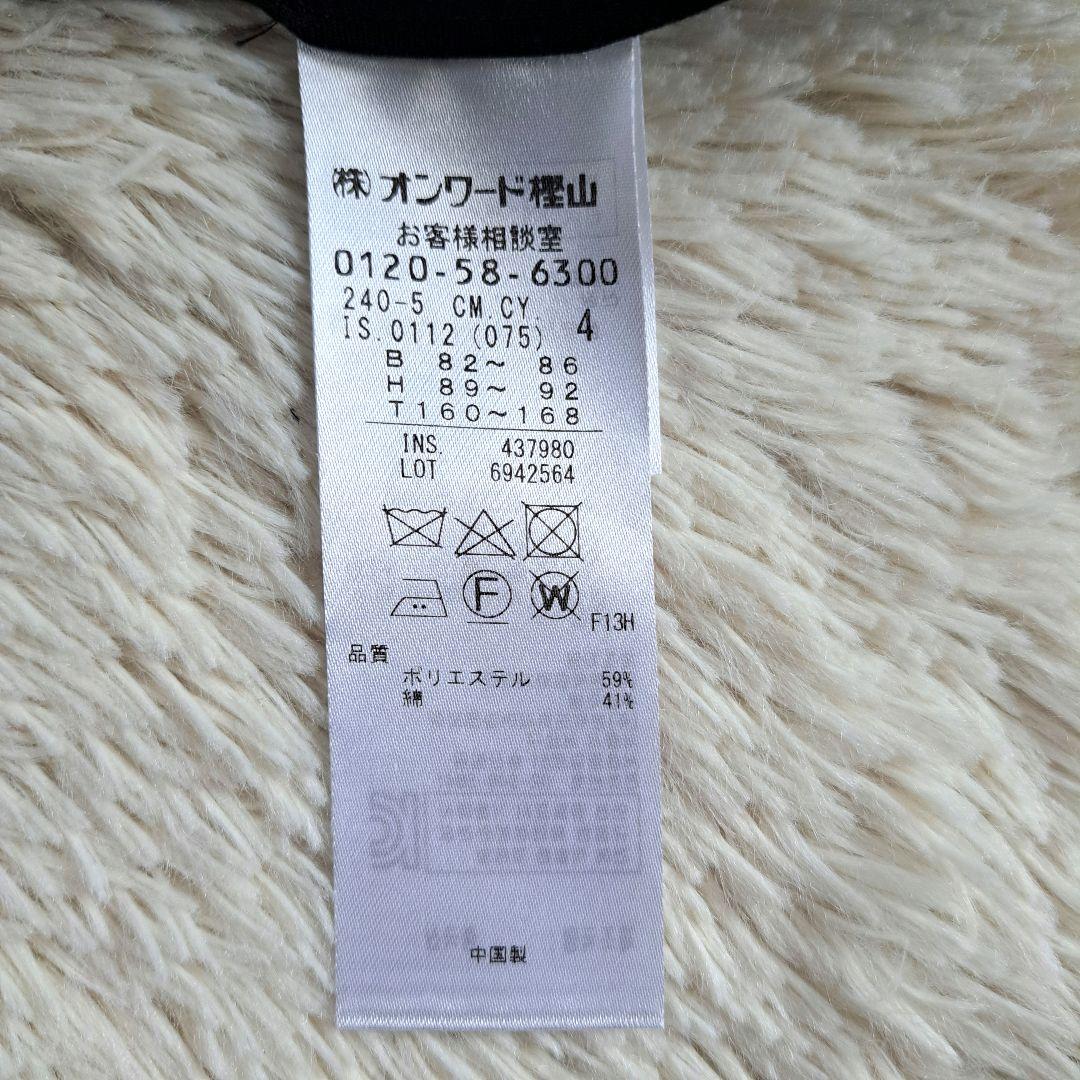 ㈱オンワード樫山
お客様相談室
0120-58-6300
240-5 CM.CY.
IS.0112 (075) 4
B 82～ 86
H 89～ 92
T160～168
INS. 437980
LOT 6942564
F W
F13H
品質
ポリエステル 59%
綿 41%
中国製